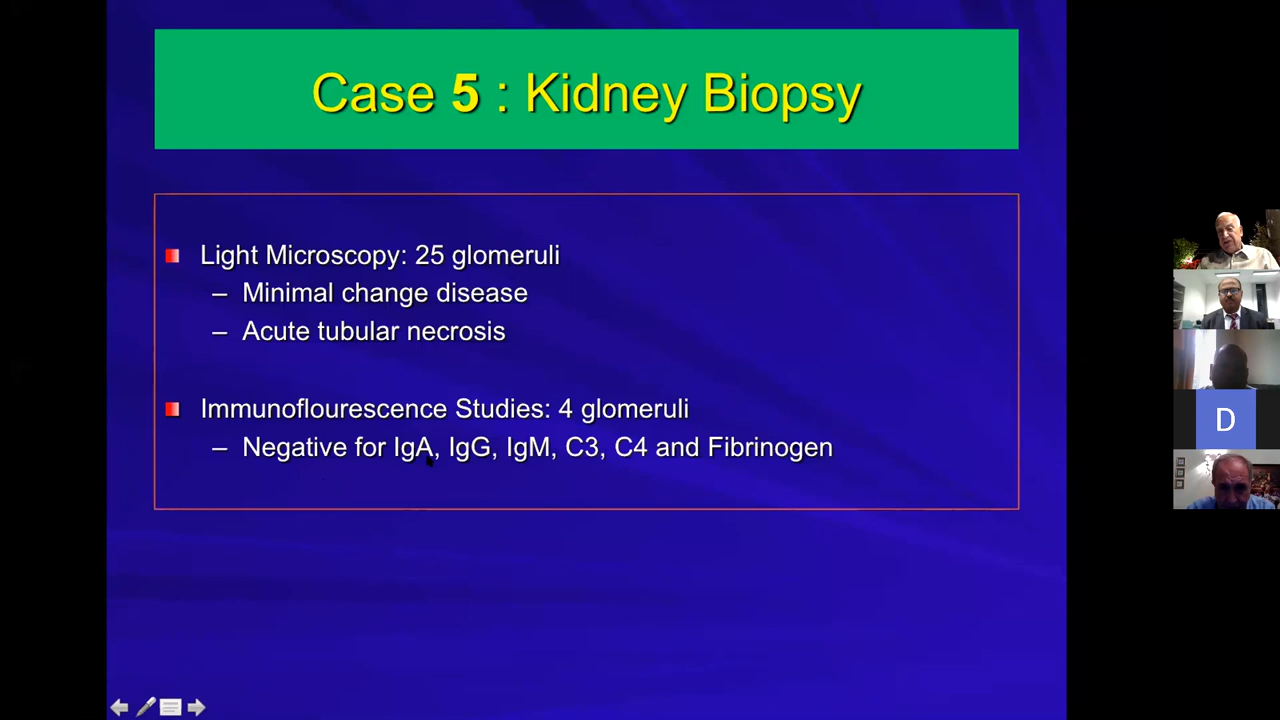 Case 5 : Kidney Biopsy
Light Microscopy: 25 glomeruli
– Minimal change disease
– Acute tubular necrosis
Immunoflourescence Studies: 4 glomeruli
– Negative for IgA, IgG, IgM, C3, C4 and Fibrinogen
D